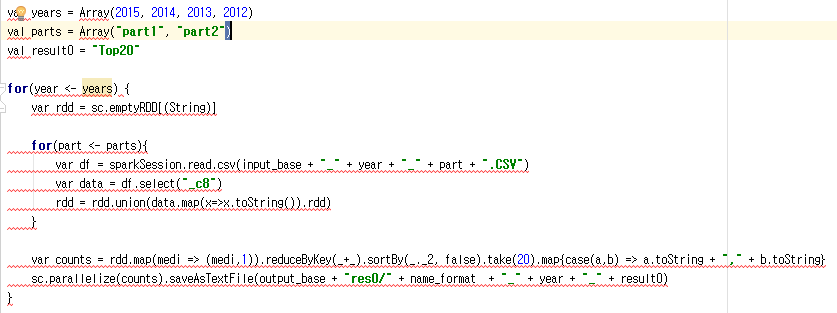 val years = Array(2015, 2014, 2013, 2012)
val parts = Array("part1", "part2")
val result0 = "Top20"
for(year <- years) {
var rdd = sc.emptyRDD[(String)]
for(part <- parts){
var df = sparkSession.read.csv(input_base + "_" + year + "_" + part + ".CSV")
var data = df.select("_c8")
rdd = rdd.union(data.map(x=>x.toString()).rdd)
}
var counts = rdd.map(medi => (medi,1)).reduceByKey(_+_).sortBy(_._2, false).take(20).map{case(a,b) => a.toString + "," + b.toString}
sc.parallelize(counts).saveAsTextFile(output_base + "res0/" + name_format + "_" + year + "_" + result0)
}